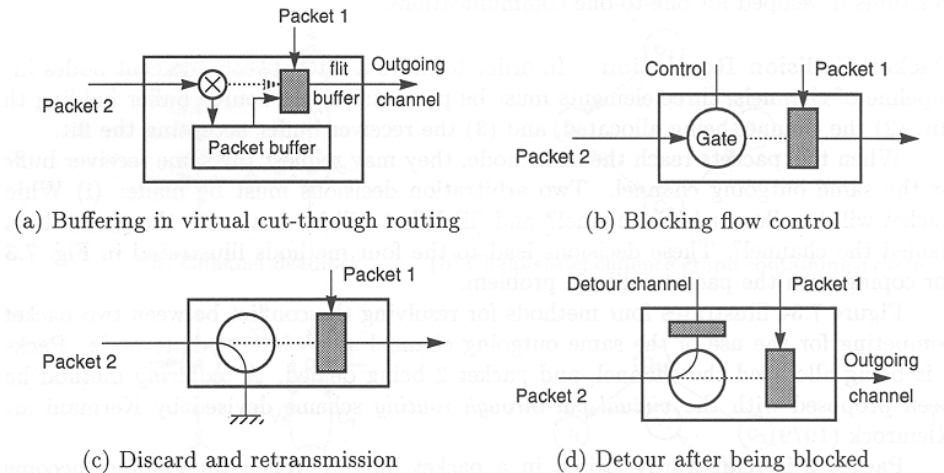 Packet 1
flit
Outgoing
Packet 2
buffer
channel
Packet buffer
(a) Buffering in virtual cut-through routing
Control
Packet 1
Packet 2
Gate
(b) Blocking flow control
Packet 1
Packet 2
(c) Discard and retransmission
Detour channel
Packet 1
Packet 2
Outgoing
channel
(d) Detour after being blocked